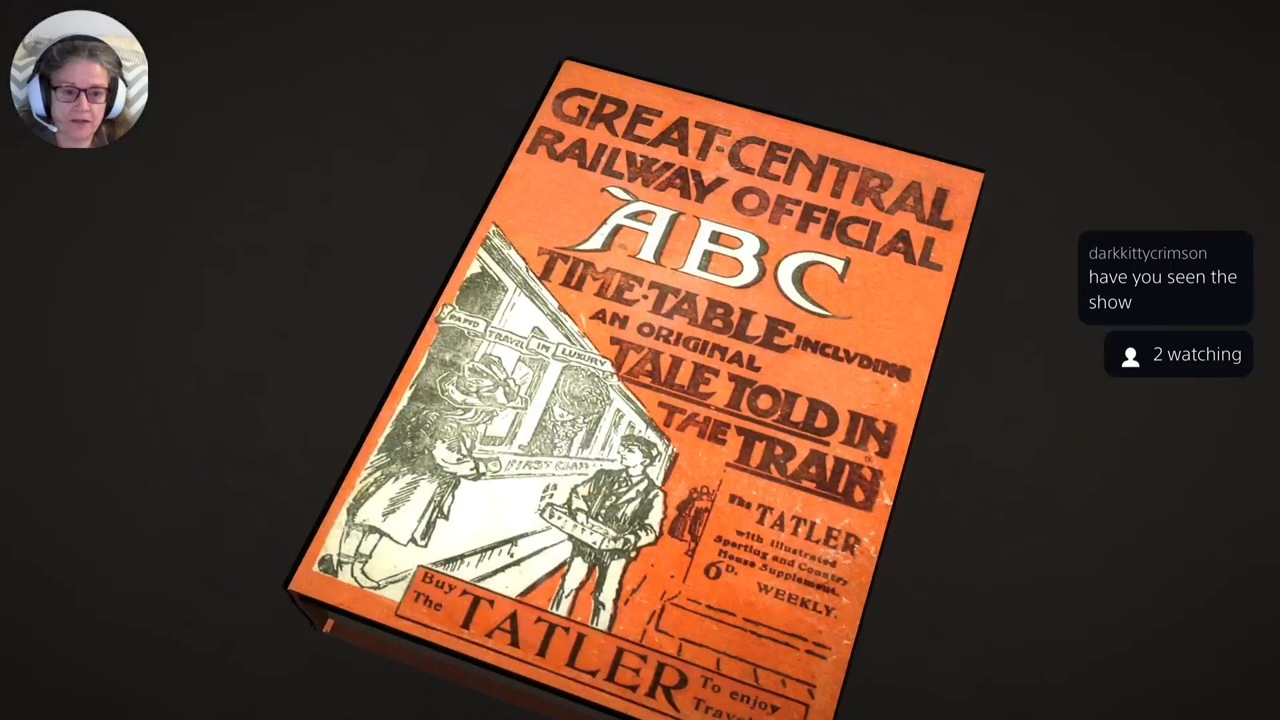 GREAT·CENTRAL
RAILWAY OFFICIAL
ABC
TIME·TABLE INCLVDING
AN ORIGINAL
TALE TOLD IN
THE TRAIN
RAPID TRAVEL IN LUXURY
FIRST CLASS
The TATLER
with Illustrated
Sporting and Country
House Supplement.
6D. WEEKLY.
Buy
The TATLER
To enjoy
darkkittycrimson
have you seen the
show
2 watching